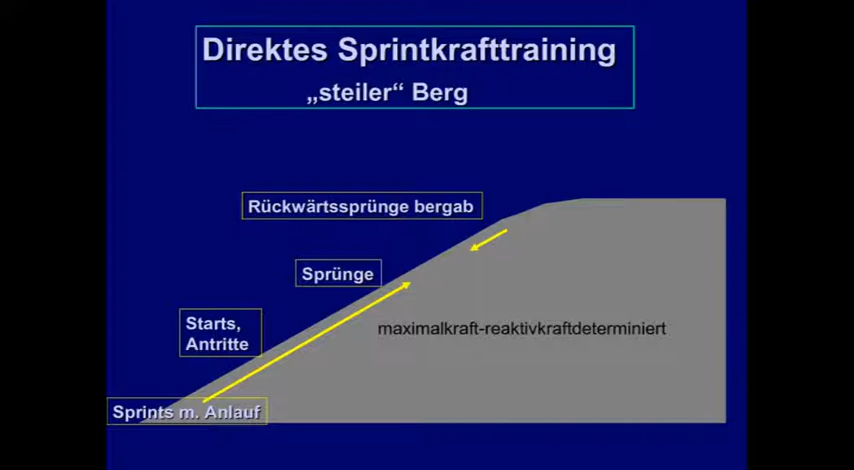 Direktes Sprintkrafttraining
„steiler“ Berg
Rückwärtssprünge bergab
Sprünge
Starts,
Antritte
maximalkraft-reaktivkraftdeterminiert
Sprints m. Anlauf